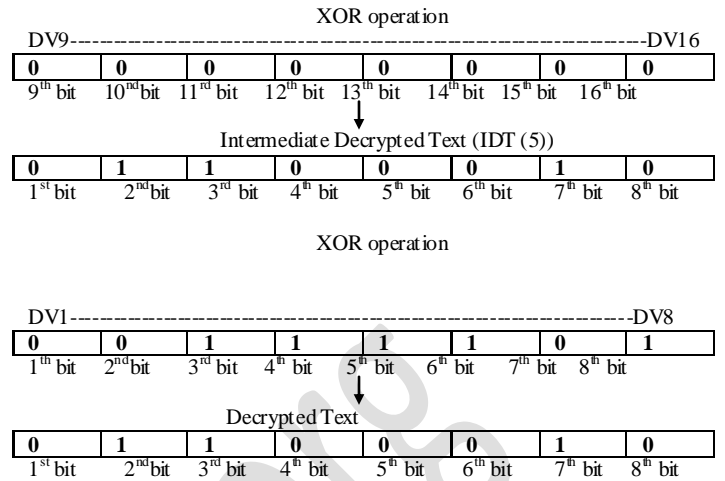 XOR operation
DV9------------------------------------------------------------------------------------DV16
0 0 0 0 0 0 0 0
9th bit 10nd bit 11rd bit 12th bit 13th bit 14th bit 15th bit 16th bit
Intermediate Decrypted Text (IDT (5))
0 1 1 0 0 0 1 0
1st bit 2nd bit 3rd bit 4th bit 5th bit 6th bit 7th bit 8th bit
XOR operation
DV1------------------------------------------------------------------------------------DV8
0 0 1 1 1 1 0 1
1th bit 2nd bit 3rd bit 4th bit 5th bit 6th bit 7th bit 8th bit
Decrypted Text
0 1 1 0 0 0 1 0
1st bit 2nd bit 3rd bit 4th bit 5th bit 6th bit 7th bit 8th bit